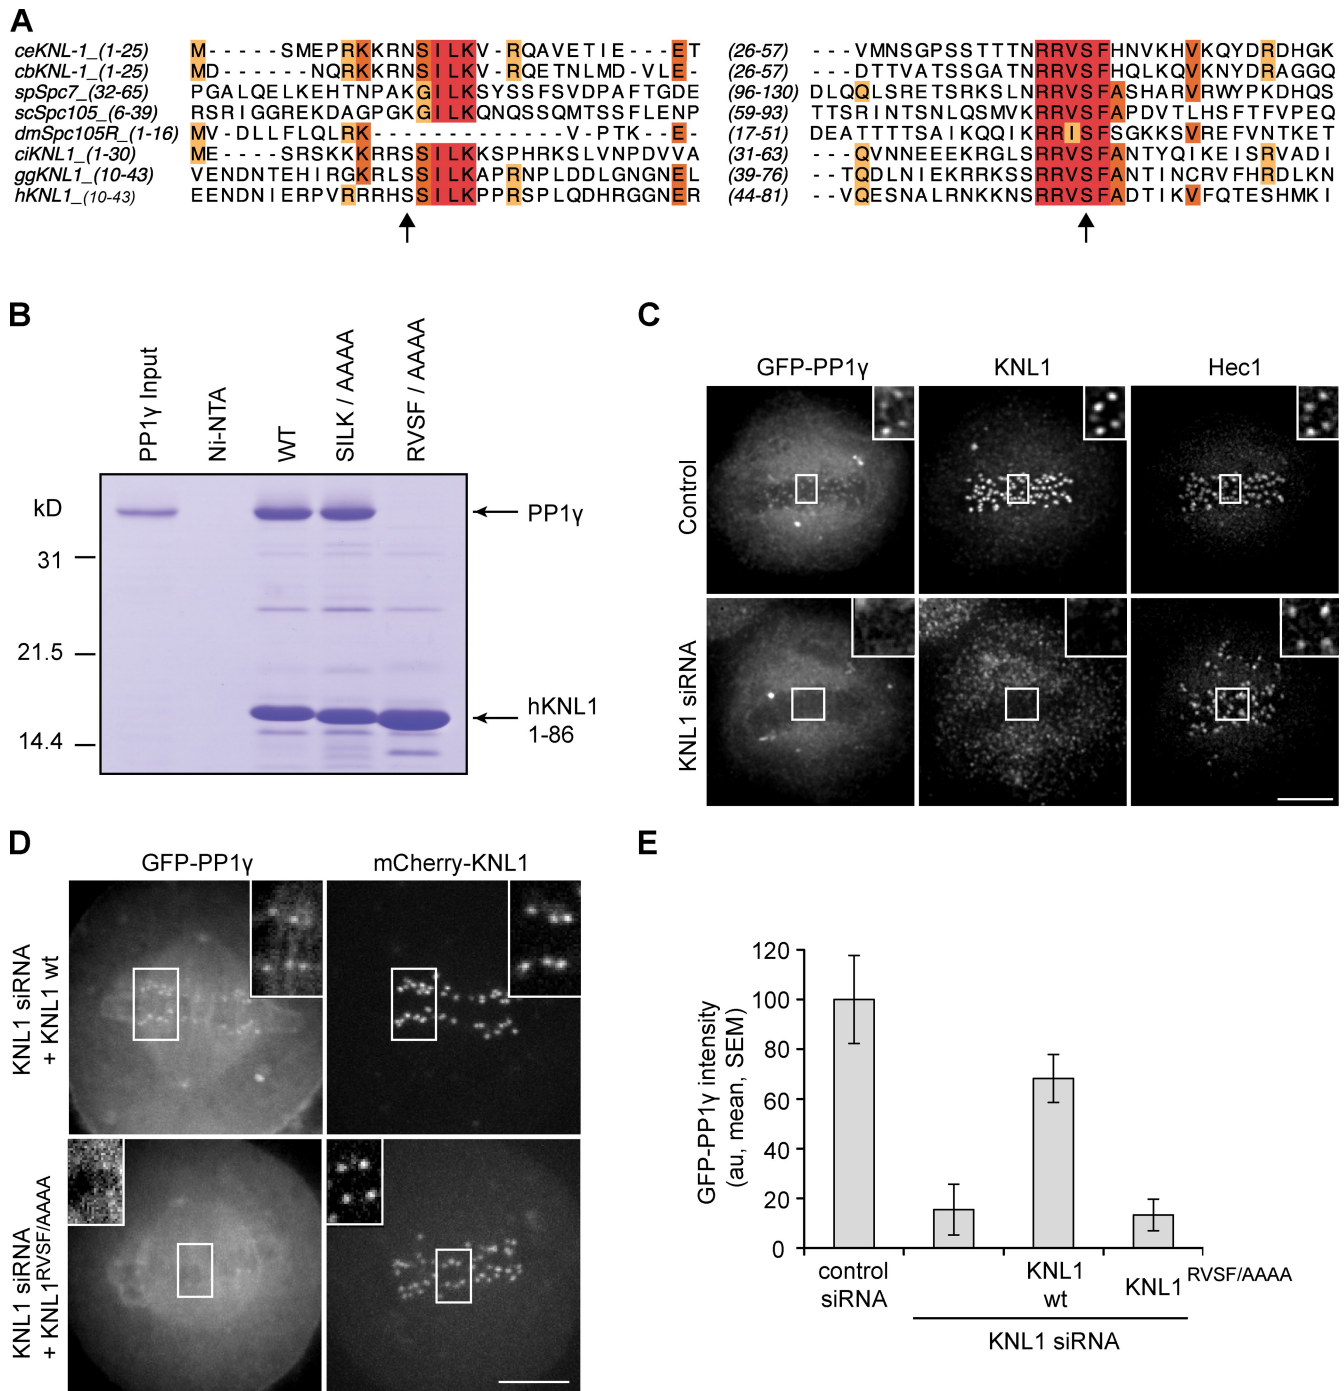 A
ceKNL-1_(1-25) M-----SMEPRKKRNSILKV-RQAVETIE---ET (26-57) ---VMNSGPSSTTTNRRVSFHNVKHVKQYDRDHGK
cbKNL-1_(1-25) MD------NQRKKRNSILKV-RQETNLMD-VLE- (26-57) ---DTTVATSSGATNRRVSFHQLKQVKNYDRAGGQ
spSpc7_(32-65) PGALQELKEHTNPAKGILKSYSSFSVDPAFTGDE (96-130) DLQQLSRETSRKSLNRRVSFASHARVRWYPKDHQS
scSpc105_(6-39) RSRIGGREKDAGPGKGILKQNQSSQMTSSFLENP (59-93) TTSRINTSNLQSMVKRRVSFAPDVTLHSFTFVPEQ
dmSpc105R_(1-16) MV-DLLFLQLRK-------------V-PTK--E- (17-51) DEATTTTSAIKQQIKRRISFSGKKSVREFVNTKET
ciKNL1_(1-30) ME----SRSKKKRRSSILKKSPHRKSLVNPDVVA (31-63) ---QVNNEEEKRGLSRRVSFANTYQIKEISRVADI
ggKNL1_(10-43) VENDNTEHIRGKRLSSILKAPRNPLDDLGNGNEL (39-76) --TQDLNIEKRRKSSRRVSFANTINCRVFHRDLKN
hKNL1_(10-43) EENDNIERPVRRRHSSILKPPRSPLQDHRGGNER (44-81) --VQESNALRNKKNSRRVSFADTIKVFQTESHMKI
B
PP1γ Input
Ni-NTA
WT
SILK / AAAA
RVSF / AAAA
kD
PP1γ
31
21.5
hKNL1
1-86
14.4
C
GFP-PP1γ KNL1 Hec1
Control
KNL1 siRNA
D
GFP-PP1γ mCherry-KNL1
KNL1 siRNA
+ KNL1 wt
KNL1 siRNA
+ KNL1RVSF/AAAA
E
GFP-PP1γ intensity
(au, mean, SEM)
120
100
80
60
40
20
0
control
siRNA
KNL1
wt
KNL1RVSF/AAAA
KNL1 siRNA